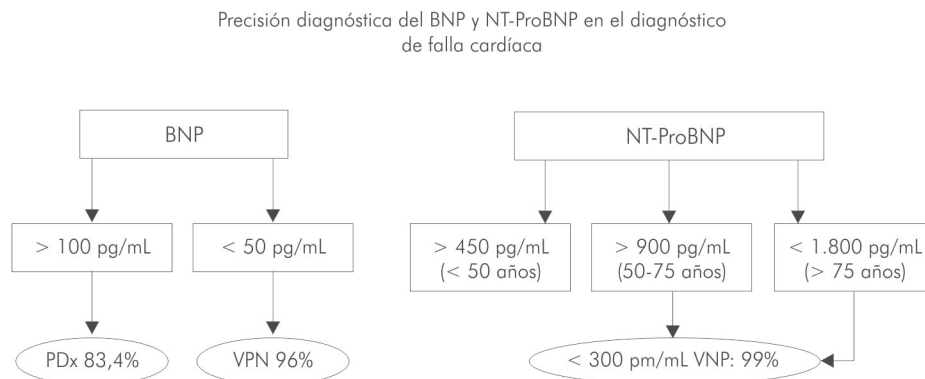 Precisión diagnóstica del BNP y NT-ProBNP en el diagnóstico
de falla cardíaca
BNP
NT-ProBNP
> 100 pg/mL
< 50 pg/mL
> 450 pg/mL
(< 50 años)
> 900 pg/mL
(50-75 años)
< 1.800 pg/mL
(> 75 años)
PDx 83,4%
VPN 96%
< 300 pm/mL VNP: 99%